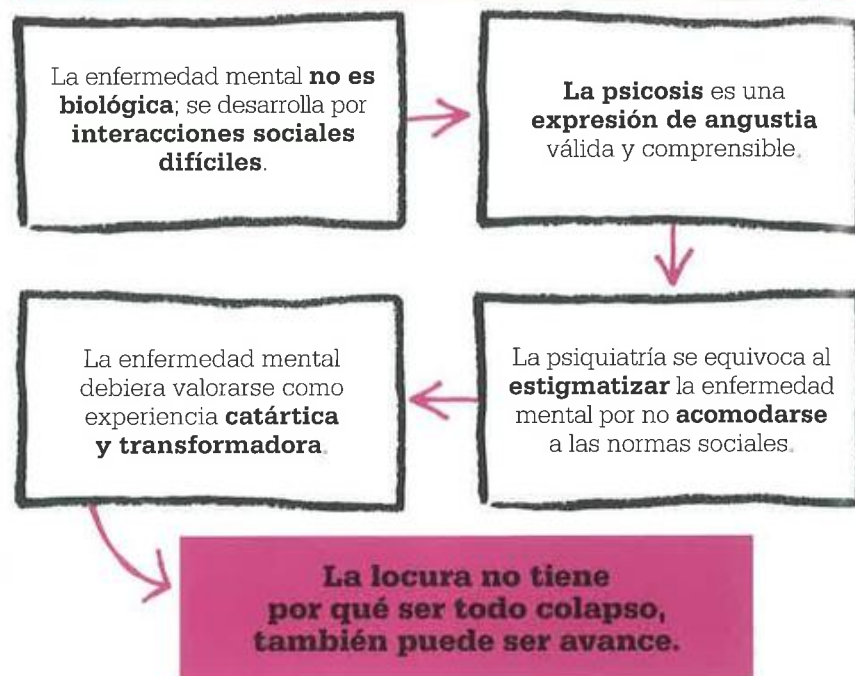 La enfermedad mental no es
biológica; se desarrolla por
interacciones sociales
difíciles.
La psicosis es una
expresión de angustia
válida y comprensible.
La psiquiatría se equivoca al
estigmatizar la enfermedad
mental por no acomodarse
a las normas sociales.
La enfermedad mental
debiera valorarse como
experiencia catártica
y transformadora.
La locura no tiene
por qué ser todo colapso,
también puede ser avance.